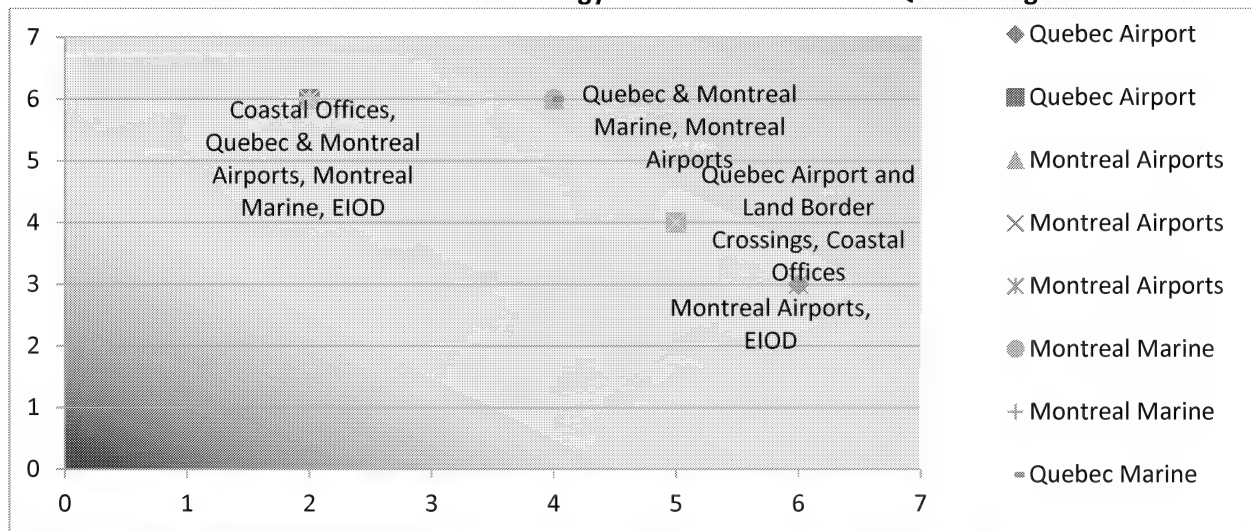 7
6
5
4
3
2
1
0
0 1 2 3 4 5 6 7
Coastal Offices,
Quebec & Montreal
Airports, Montreal
Marine, EIOD
Quebec & Montreal
Marine, Montreal
Airports
Quebec Airport and
Land Border
Crossings, Coastal
Offices
Montreal Airports,
EIOD
Quebec Airport
Quebec Airport
Montreal Airports
Montreal Airports
Montreal Airports
Montreal Marine
Montreal Marine
Quebec Marine